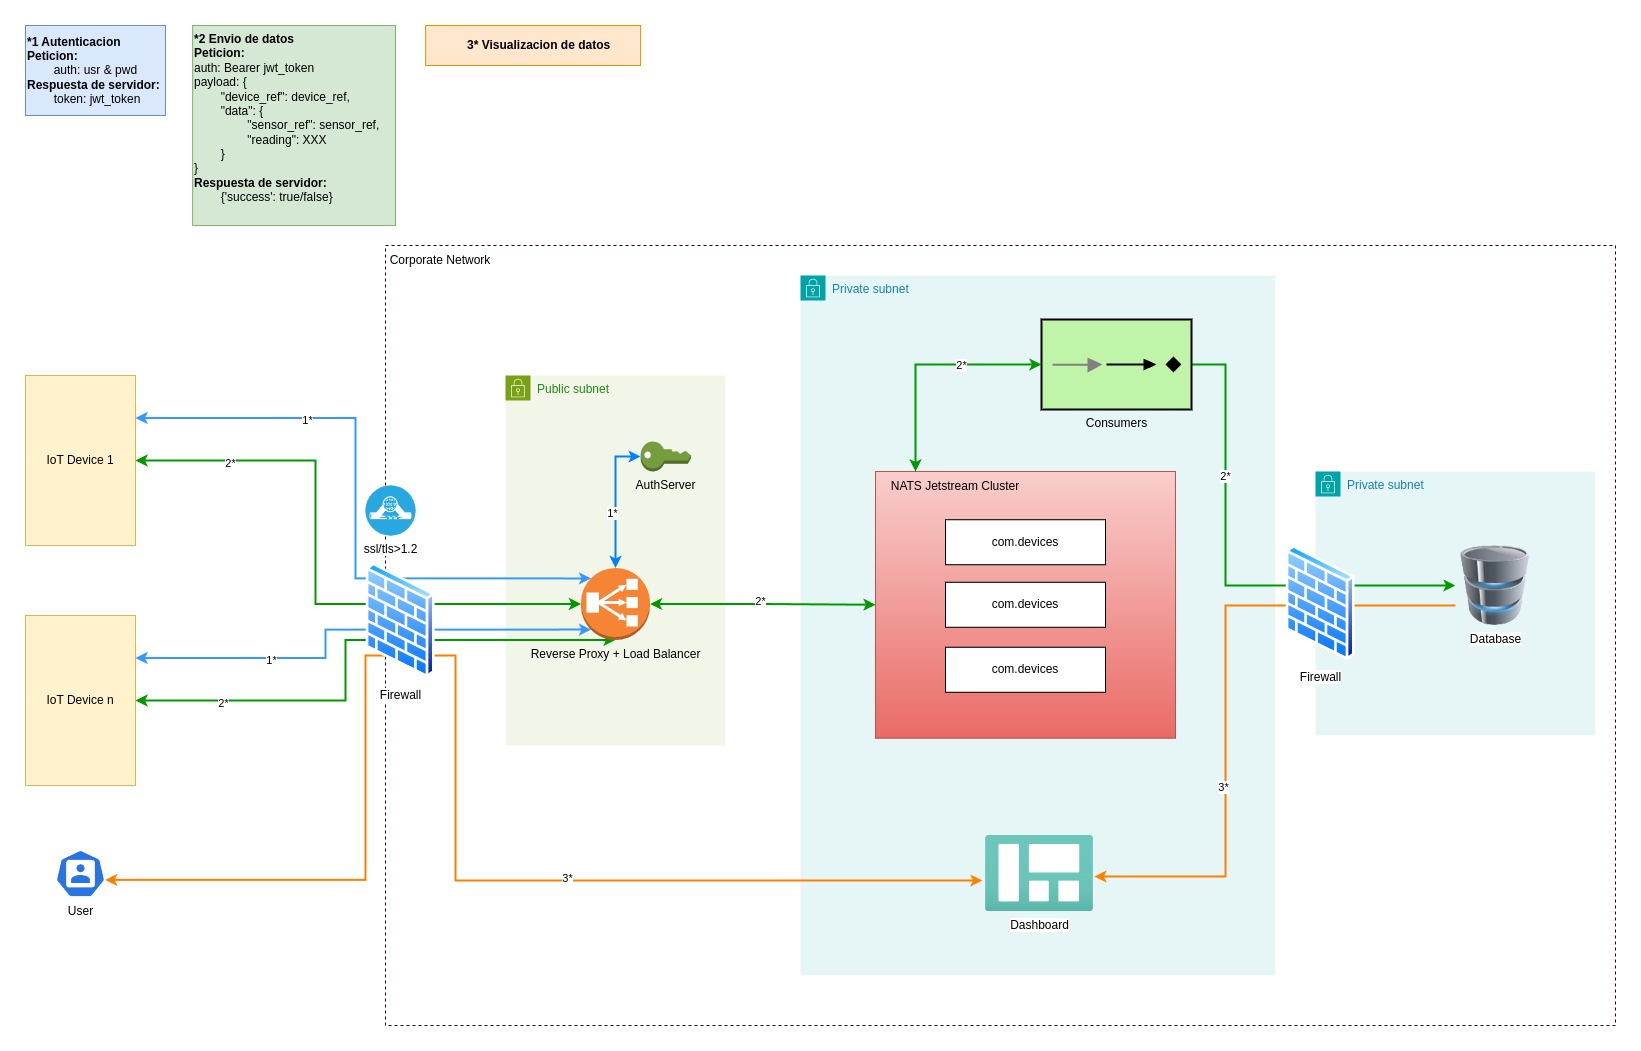 *1 Autenticacion
Peticion:
auth: usr & pwd
Respuesta de servidor:
token: jwt_token
*2 Envio de datos
Peticion:
auth: Bearer jwt_token
payload: {
"device_ref": device_ref,
"data": {
"sensor_ref": sensor_ref,
"reading": XXX
}
}
Respuesta de servidor:
{'success': true/false}
3* Visualizacion de datos
Corporate Network
Private subnet
2*
Consumers
Public subnet
1*
IoT Device 1
2*
AuthServer
2*
Private subnet
NATS Jetstream Cluster
1*
com.devices
ssl/tls>1.2
2*
com.devices
Database
Reverse Proxy + Load Balancer
1*
com.devices
Firewall
Firewall
IoT Device n
2*
3*
3*
User
Dashboard